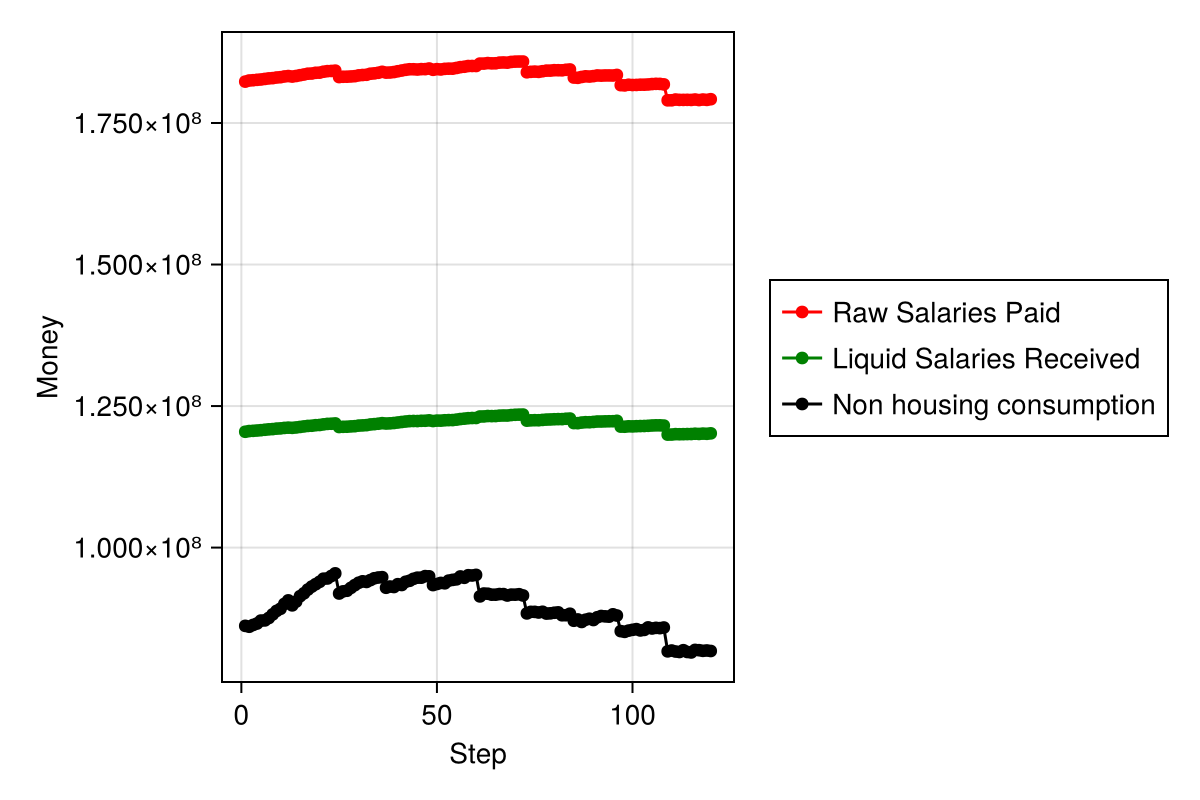 1.750×10⁸
1.500×10⁸
1.250×10⁸
1.000×10⁸
Money
0 50 100
Step
Raw Salaries Paid
Liquid Salaries Received
Non housing consumption